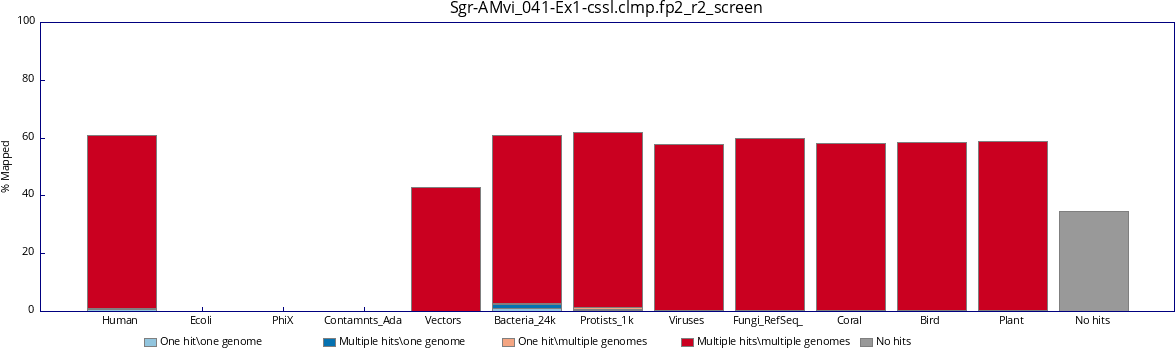 Sgr-AMvi_041-Ex1-cssl.clmp.fp2_r2_screen
100
80
60
40
20
0
% Mapped
Human Ecoli PhiX Contamnts_Ada Vectors Bacteria_24k Protists_1k Viruses Fungi_RefSeq_ Coral Bird Plant No hits
One hit\one genome Multiple hits\one genome One hit\multiple genomes Multiple hits\multiple genomes No hits